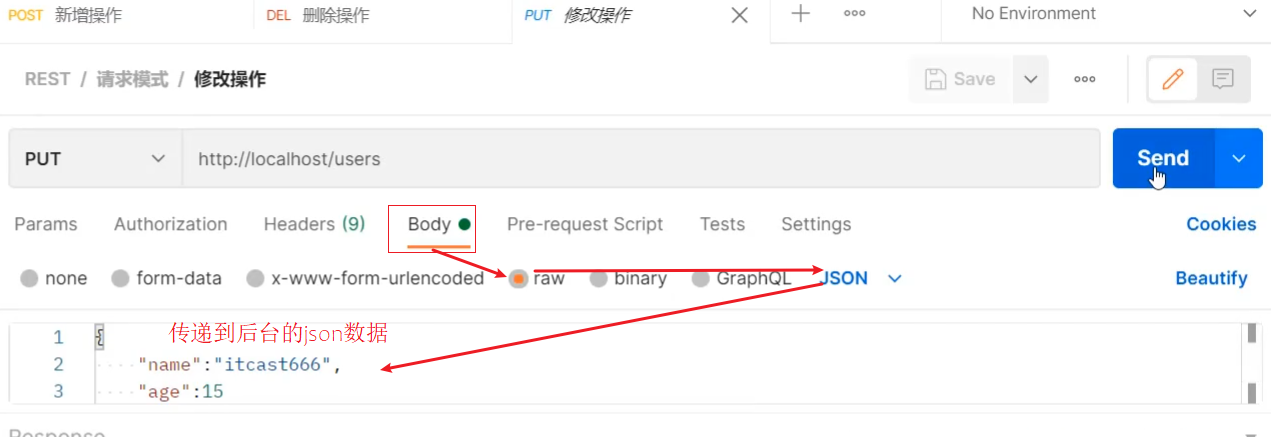 POST 新增操作 DEL 删除操作 PUT 修改操作 No Environment
REST / 请求模式 / 修改操作 Save
PUT http://localhost/users Send
Params Authorization Headers (9) Body Pre-request Script Tests Settings Cookies
none form-data x-www-form-urlencoded raw binary GraphQL JSON Beautify
传递到后台的json数据
1 {
2 "name":"itcast666",
3 "age":15
Response